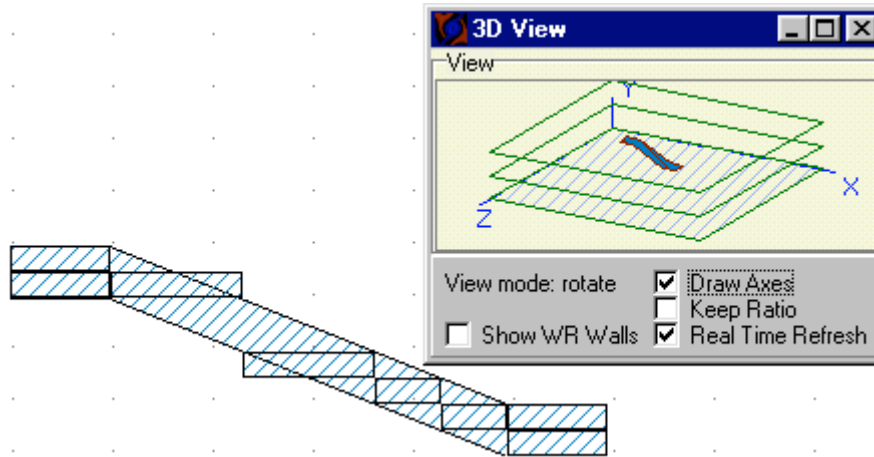 3D View
View
Y
X
Z
View mode: rotate
Draw Axes
Keep Ratio
Show WR Walls
Real Time Refresh